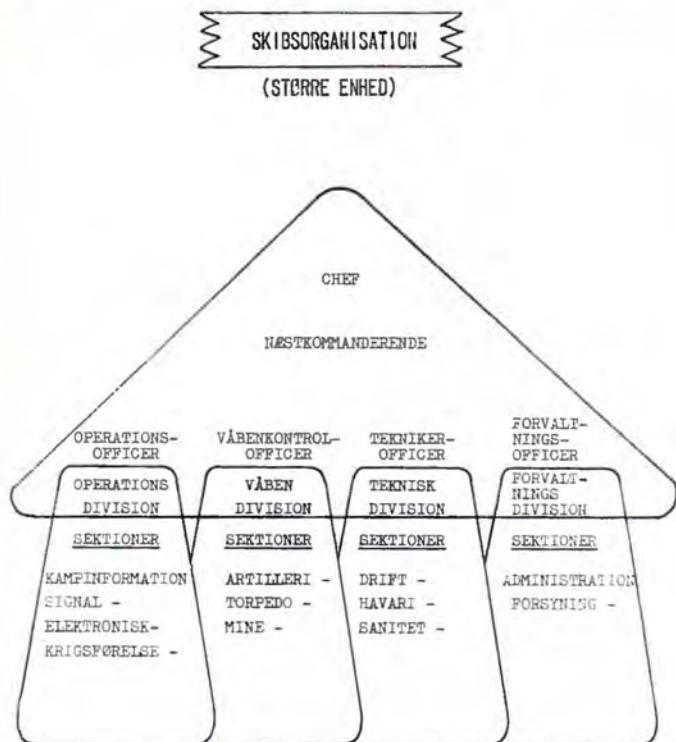 SKIBSORGANISATION
(STØRRE ENHED)
CHEF
NÆSTKOMMANDERENDE
OPERATIONS-
OFFICER
OPERATIONS
DIVISION
SEKTIONER
KAMPINFORMATION
SIGNAL -
ELEKTRONISK-
KRIGSFØRELSE -
VÅBENKONTROL-
OFFICER
VÅBEN
DIVISION
SEKTIONER
ARTILLERI -
TORPEDO -
MINE -
TEKNIKER-
OFFICER
TEKNISK
DIVISION
SEKTIONER
DRIFT -
HAVARI -
SANITET -
FORVALT-
NINGS-
OFFICER
FORVALT-
NINGS
DIVISION
SEKTIONER
ADMINISTRATION
FORSYNING -